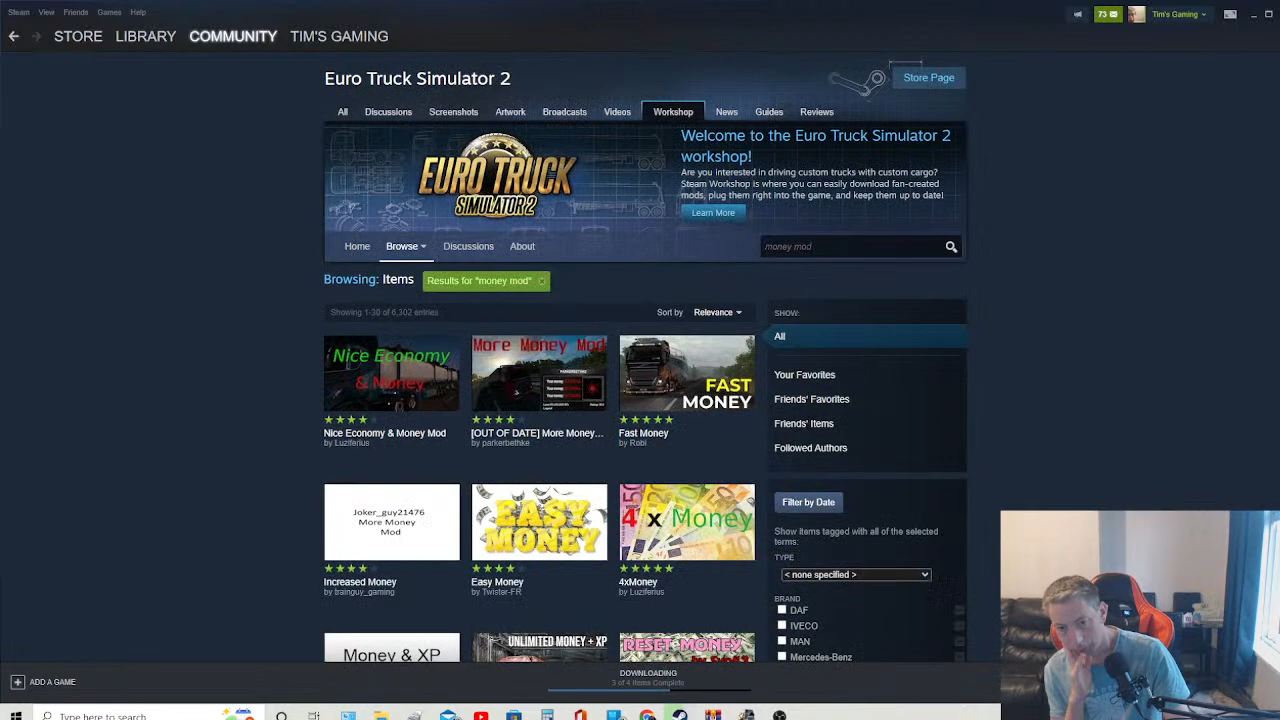 Steam View Friends Games Help
73
Tim's Gaming
STORE LIBRARY COMMUNITY TIM'S GAMING
Euro Truck Simulator 2
Store Page
All Discussions Screenshots Artwork Broadcasts Videos Workshop News Guides Reviews
EURO TRUCK
SIMULATOR 2
Welcome to the Euro Truck Simulator 2
workshop!
Are you interested in driving custom trucks with custom cargo?
Steam Workshop is where you can easily download fan-created
mods, plug them right into the game, and keep them up to date!
Learn More
Home Browse Discussions About
money mod
Browsing: Items Results for "money mod"
Showing 1-30 of 6,302 entries
Sort by Relevance
Nice Economy
& Money
More Money Mod
FAST
MONEY
Nice Economy & Money Mod
by Luziferius
[OUT OF DATE] More Money...
by parkerbethke
Fast Money
by Robi
Joker_guy21476
More Money
Mod
EASY
MONEY
4 x Money
Increased Money
by trainguy_gaming
Easy Money
by Twister-FR
4xMoney
by Luziferius
Money & XP
UNLIMITED MONEY + XP
RESET MONEY
SHOW:
All
Your Favorites
Friends' Favorites
Friends' Items
Followed Authors
Filter by Date
Show items tagged with all of the selected
terms:
TYPE
< none specified >
BRAND
DAF
IVECO
MAN
Mercedes-Benz
ADD A GAME
DOWNLOADING
3 of 4 Items Complete
Type here to search